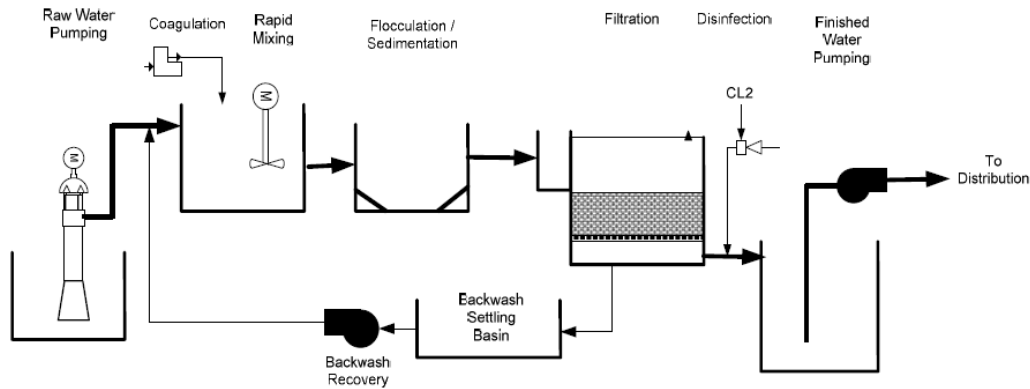 Raw Water
Pumping
Coagulation
Rapid
Mixing
Flocculation /
Sedimentation
Filtration
Disinfection
Finished
Water
Pumping
M
M
CL2
To
Distribution
Backwash
Settling
Basin
Backwash
Recovery